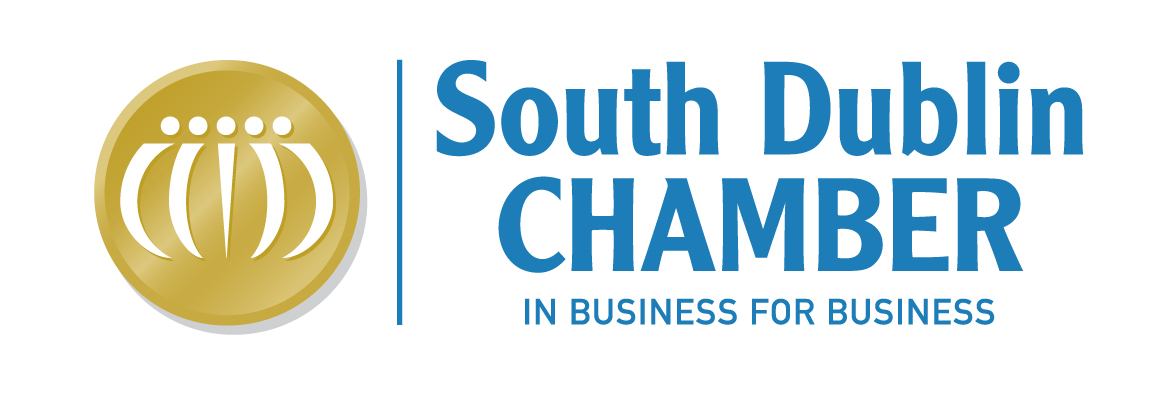 South Dublin
CHAMBER
IN BUSINESS FOR BUSINESS